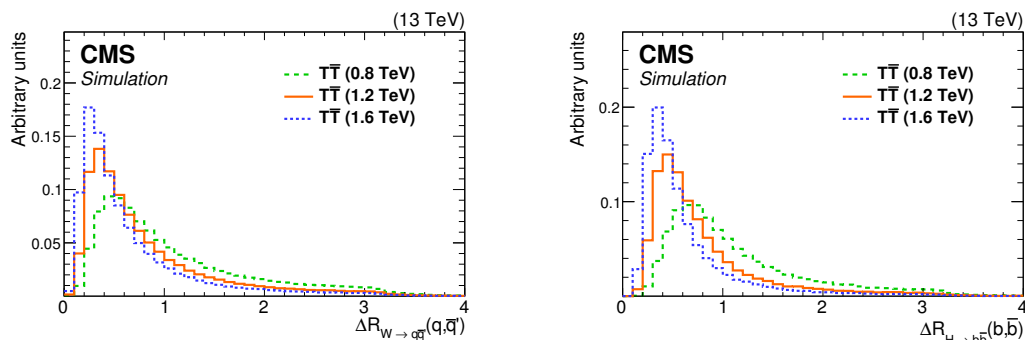 (13 TeV)
CMS
Simulation
TT̅ (0.8 TeV)
TT̅ (1.2 TeV)
TT̅ (1.6 TeV)
Arbitrary units
0.2
0.15
0.1
0.05
0 1 2 3 4
ΔR_{W → qq̅}(q,q̅')
(13 TeV)
CMS
Simulation
TT̅ (0.8 TeV)
TT̅ (1.2 TeV)
TT̅ (1.6 TeV)
Arbitrary units
0.2
0.1
0 1 2 3 4
ΔR_{H → bb̅}(b,b̅)